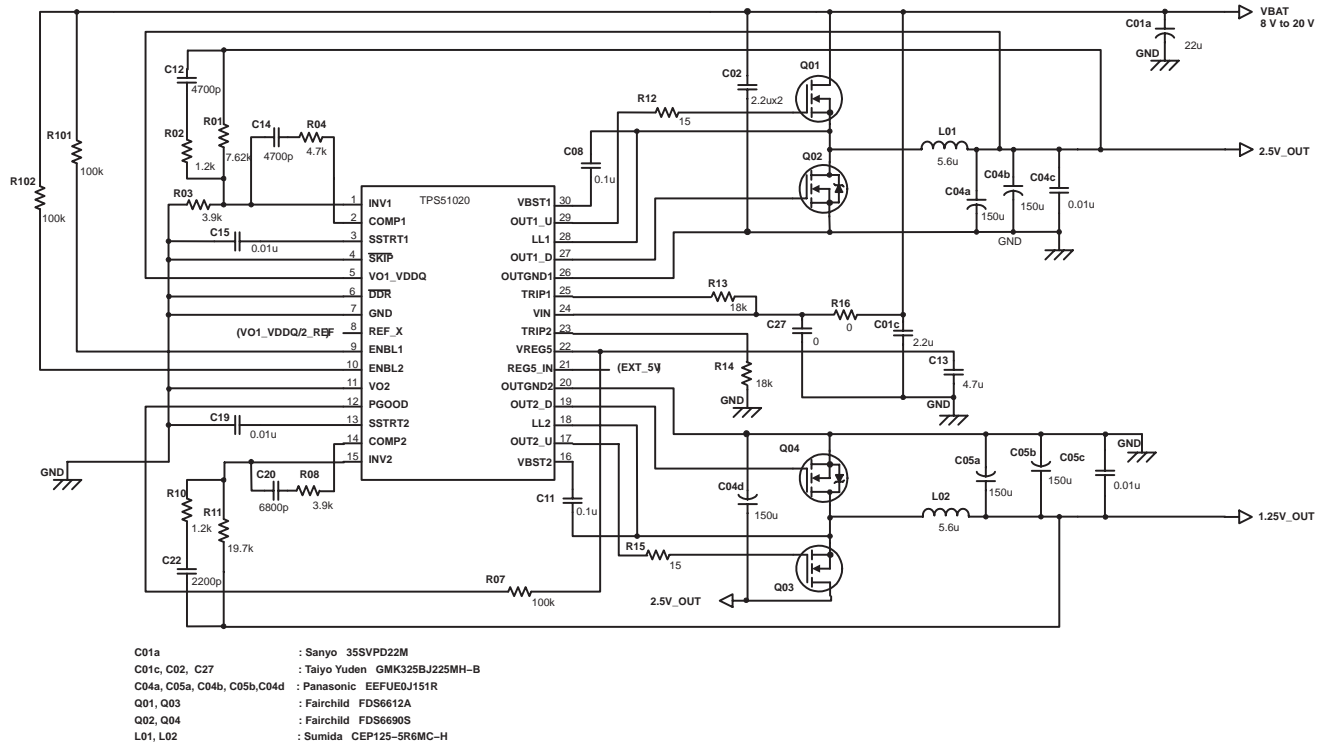 VBAT
8 V to 20 V
C01a
22u
GND
C12
4700p
R02
1.2k
R01
7.62k
C14
4700p
R04
4.7k
R101
100k
R102
100k
R03
3.9k
C15
0.01u
C02
2.2ux2
Q01
R12
15
C08
0.1u
Q02
L01
5.6u
2.5V_OUT
C04a
150u
C04b
150u
C04c
0.01u
GND
TPS51020
1 INV1
2 COMP1
3 SSTRT1
4 SKIP
5 VO1_VDDQ
6 DDR
7 GND
8 REF_X
9 ENBL1
10 ENBL2
11 VO2
12 PGOOD
13 SSTRT2
14 COMP2
15 INV2
VBST1 30
OUT1_U 29
LL1 28
OUT1_D 27
OUTGND1 26
TRIP1 25
VIN 24
TRIP2 23
VREG5 22
REG5_IN 21
OUTGND2 20
OUT2_D 19
LL2 18
OUT2_U 17
VBST2 16
(VO1_VDDQ/2_REF)
(EXT_5V)
R13
18k
R16
0
C27
0
C01c
2.2u
C13
4.7u
R14
18k
GND
GND
C19
0.01u
GND
C20
6800p
R08
3.9k
R10
1.2k
R11
19.7k
C22
2200p
C11
0.1u
R15
15
R07
100k
C04d
150u
Q04
Q03
2.5V_OUT
L02
5.6u
C05a
150u
C05b
150u
C05c
0.01u
GND
1.25V_OUT
C01a : Sanyo 35SVPD22M
C01c, C02, C27 : Taiyo Yuden GMK325BJ225MH−B
C04a, C05a, C04b, C05b,C04d : Panasonic EEFUE0J151R
Q01, Q03 : Fairchild FDS6612A
Q02, Q04 : Fairchild FDS6690S
L01, L02 : Sumida CEP125−5R6MC−H